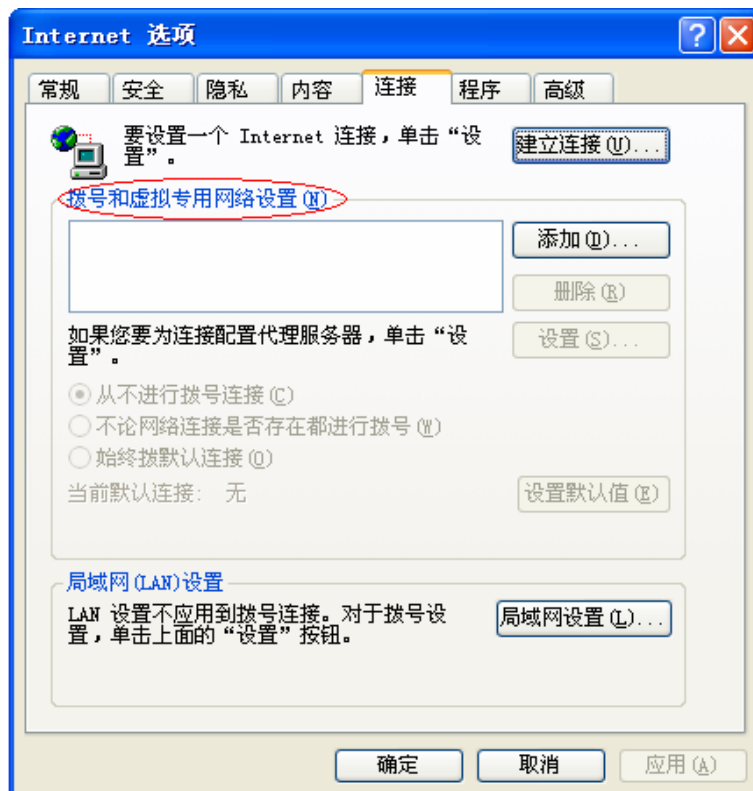 Internet 选项
常规 安全 隐私 内容 连接 程序 高级
要设置一个 Internet 连接，单击“设
置”。
建立连接(U)...
拨号和虚拟专用网络设置(N)
添加(D)...
删除(R)
如果您要为连接配置代理服务器，单击“设
置”。
设置(S)...
从不进行拨号连接(C)
不论网络连接是否存在都进行拨号(W)
始终拨默认连接(O)
当前默认连接: 无
设置默认值(E)
局域网(LAN)设置
LAN 设置不应用到拨号连接。对于拨号设
置，单击上面的“设置”按钮。
局域网设置(L)...
确定 取消 应用(A)